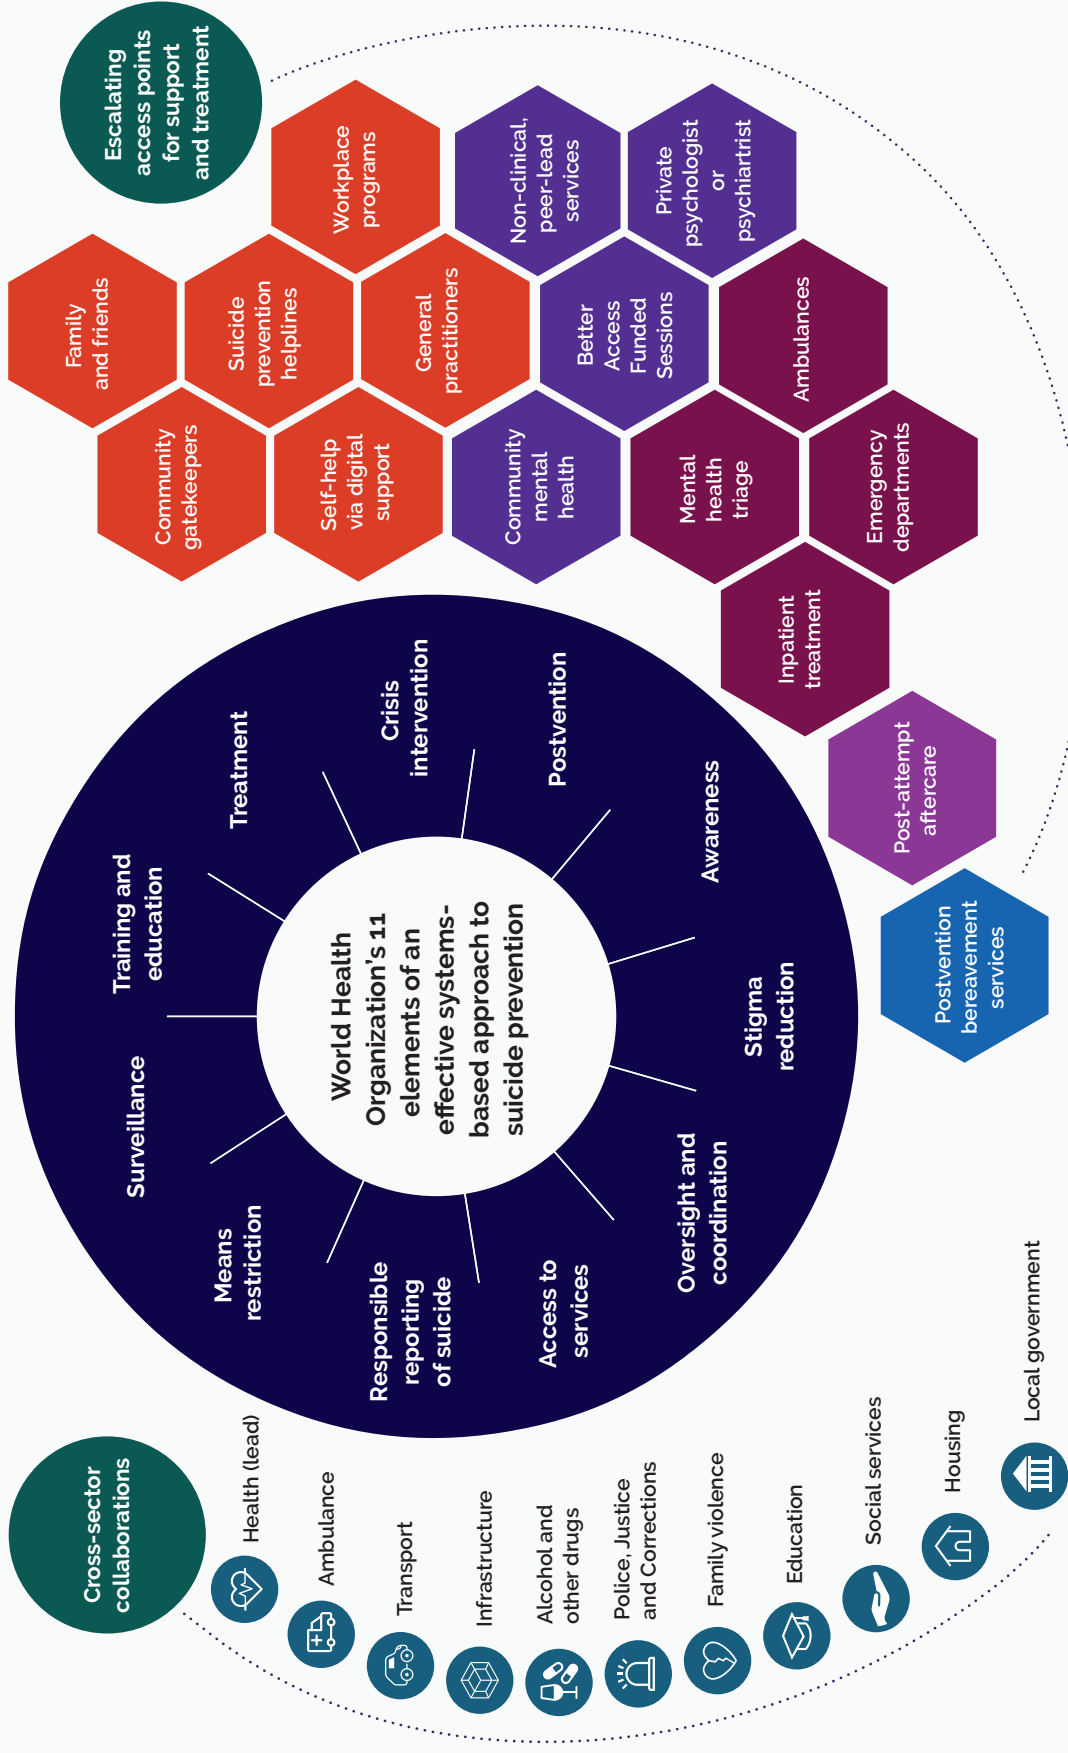 Cross-sector
collaborations
Health (lead)
Ambulance
Transport
Infrastructure
Alcohol and
other drugs
Police, Justice
and Corrections
Family violence
Education
Social services
Housing
Local government
World Health
Organization's 11
elements of an
effective systems-
based approach to
suicide prevention
Surveillance
Training and
education
Treatment
Crisis
intervention
Postvention
Awareness
Stigma
reduction
Oversight and
coordination
Access to
services
Responsible
reporting
of suicide
Means
restriction
Escalating
access points
for support
and treatment
Family
and friends
Community
gatekeepers
Suicide
prevention
helplines
Workplace
programs
Self-help
via digital
support
General
practitioners
Non-clinical,
peer-lead
services
Community
mental
health
Better
Access
Funded
Sessions
Private
psychologist
or
psychiartrist
Mental
health
triage
Ambulances
Emergency
departments
Inpatient
treatment
Post-attempt
aftercare
Postvention
bereavement
services